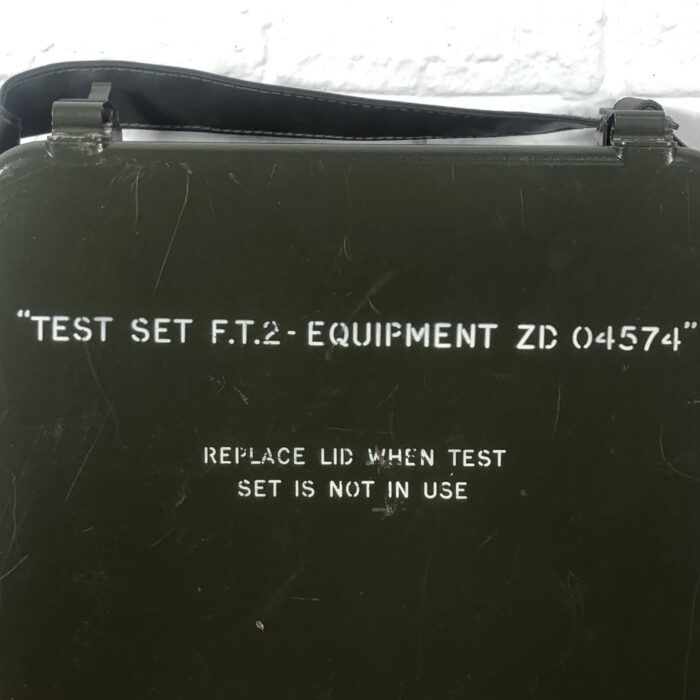 "TEST SET F.T.2 - EQUIPMENT ZD 04574"
REPLACE LID WHEN TEST
SET IS NOT IN USE